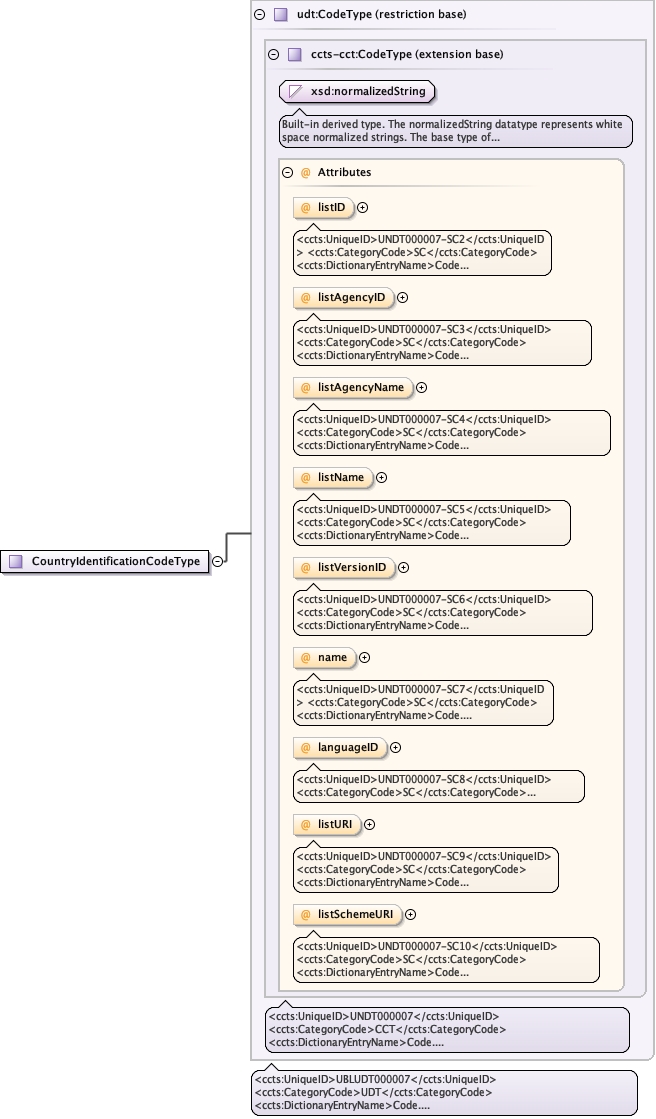 udt:CodeType (restriction base)
ccts-cct:CodeType (extension base)
xsd:normalizedString
Built-in derived type. The normalizedString datatype represents white
space normalized strings. The base type of...
@ Attributes
@ listID
<ccts:UniqueID>UNDT000007-SC2</ccts:UniqueID
> <ccts:CategoryCode>SC</ccts:CategoryCode>
<ccts:DictionaryEntryName>Code...
@ listAgencyID
<ccts:UniqueID>UNDT000007-SC3</ccts:UniqueID>
<ccts:CategoryCode>SC</ccts:CategoryCode>
<ccts:DictionaryEntryName>Code...
@ listAgencyName
<ccts:UniqueID>UNDT000007-SC4</ccts:UniqueID>
<ccts:CategoryCode>SC</ccts:CategoryCode>
<ccts:DictionaryEntryName>Code...
@ listName
<ccts:UniqueID>UNDT000007-SC5</ccts:UniqueID>
<ccts:CategoryCode>SC</ccts:CategoryCode>
<ccts:DictionaryEntryName>Code...
CountryIdentificationCodeType
@ listVersionID
<ccts:UniqueID>UNDT000007-SC6</ccts:UniqueID>
<ccts:CategoryCode>SC</ccts:CategoryCode>
<ccts:DictionaryEntryName>Code...
@ name
<ccts:UniqueID>UNDT000007-SC7</ccts:UniqueID
> <ccts:CategoryCode>SC</ccts:CategoryCode>
<ccts:DictionaryEntryName>Code....
@ languageID
<ccts:UniqueID>UNDT000007-SC8</ccts:UniqueID>
<ccts:CategoryCode>SC</ccts:CategoryCode>...
@ listURI
<ccts:UniqueID>UNDT000007-SC9</ccts:UniqueID>
<ccts:CategoryCode>SC</ccts:CategoryCode>
<ccts:DictionaryEntryName>Code...
@ listSchemeURI
<ccts:UniqueID>UNDT000007-SC10</ccts:UniqueID>
<ccts:CategoryCode>SC</ccts:CategoryCode>
<ccts:DictionaryEntryName>Code...
<ccts:UniqueID>UNDT000007</ccts:UniqueID>
<ccts:CategoryCode>CCT</ccts:CategoryCode>
<ccts:DictionaryEntryName>Code....
<ccts:UniqueID>UBLUDT000007</ccts:UniqueID>
<ccts:CategoryCode>UDT</ccts:CategoryCode>
<ccts:DictionaryEntryName>Code....